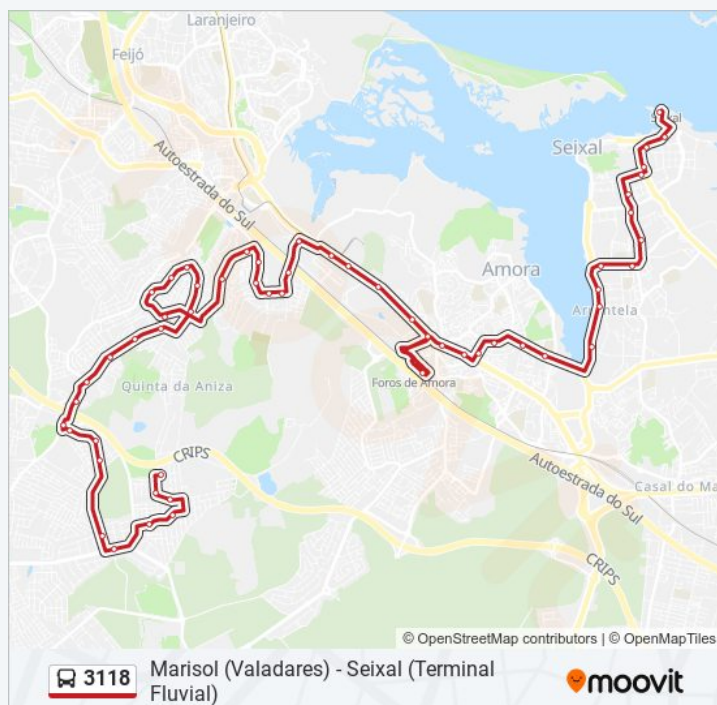 Laranjeiro
Feijó
Seixal
Seixal
Autoestrada do Sul
Amora
Arrentela
Quinta da Aniza
Foros de Amora
CRIPS
Autoestrada do Sul
Casal do Ma
CRIPS
© OpenStreetMap contributors | © OpenMapTiles
3118
Marisol (Valadares) - Seixal (Terminal
Fluvial)
moovit